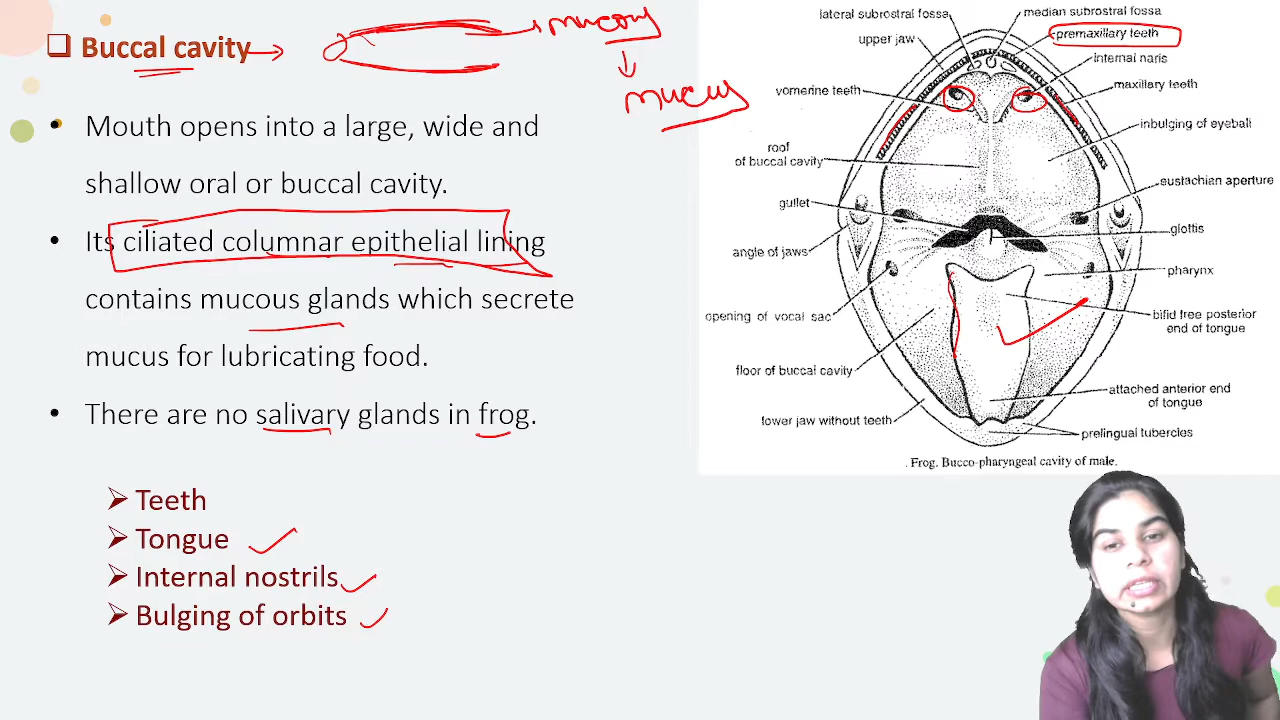 Buccal cavity
mucous
mucus
Mouth opens into a large, wide and
shallow oral or buccal cavity.
Its ciliated columnar epithelial lining
contains mucous glands which secrete
mucus for lubricating food.
There are no salivary glands in frog.
Teeth
Tongue
Internal nostrils
Bulging of orbits
lateral subrostral fossa
upper jaw
vomerine teeth
roof
of buccal cavity
gullet
angle of jaws
opening of vocal sac
floor of buccal cavity
lower jaw without teeth
median subrostral fossa
premaxillary teeth
internal naris
maxillary teeth
inbulging of eyeball
eustachian aperture
glottis
pharynx
bifid free posterior
end of tongue
attached anterior end
of tongue
prelingual tubercles
. Frog. Bucco-pharyngeal cavity of male.